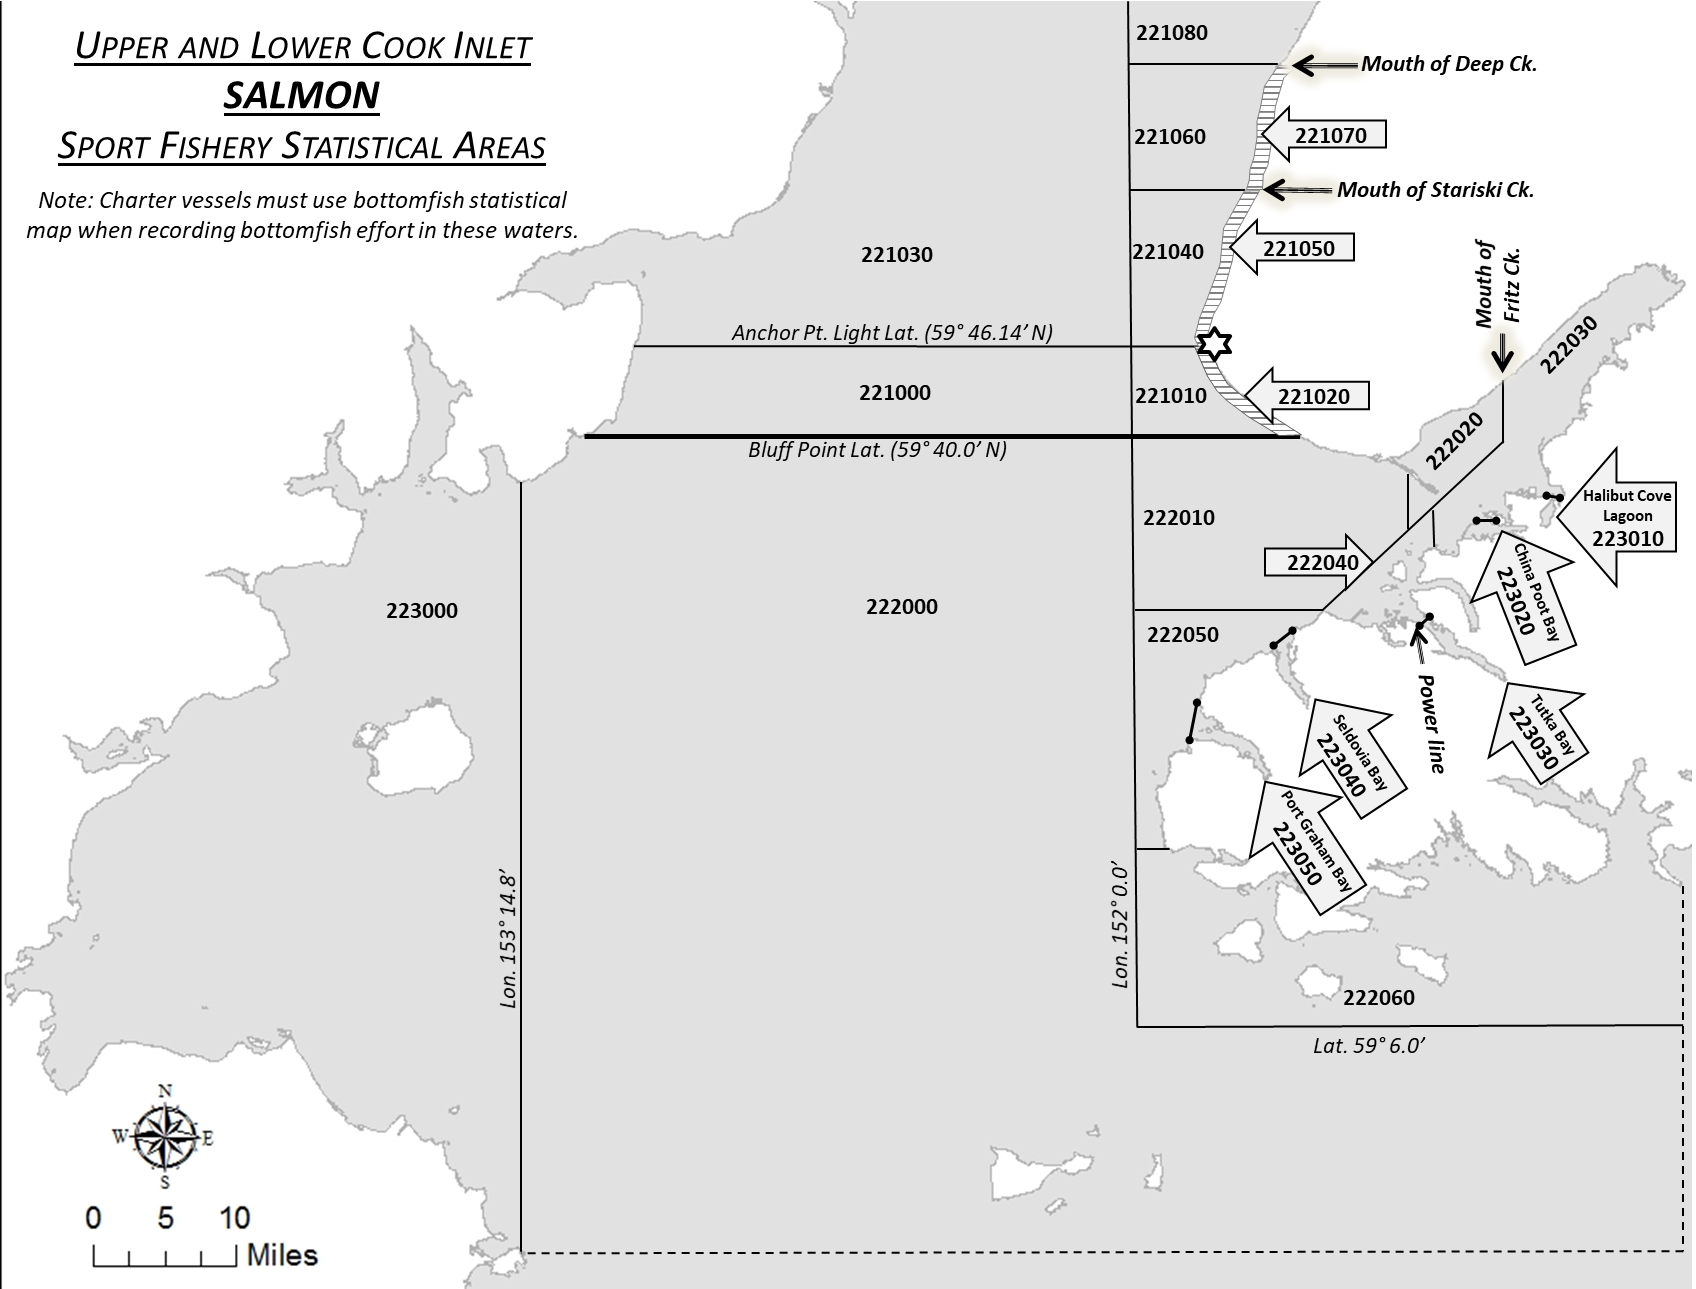 UPPER AND LOWER COOK INLET
SALMON
SPORT FISHERY STATISTICAL AREAS
Note: Charter vessels must use bottomfish statistical
map when recording bottomfish effort in these waters.
221080
Mouth of Deep Ck.
221060
221070
Mouth of Stariski Ck.
221030
221040
221050
Mouth of
Fritz Ck.
Anchor Pt. Light Lat. (59° 46.14’ N)
222030
221000
221010
221020
222020
Bluff Point Lat. (59° 40.0’ N)
222010
Halibut Cove
Lagoon
223010
222040
China Poot Bay
223020
223000
222000
222050
Power line
Tutka Bay
223030
Seldovia Bay
223040
Port Graham Bay
223050
Lon. 153° 14.8’
Lon. 152° 0.0’
222060
Lat. 59° 6.0’
N
W E
S
0 5 10
Miles